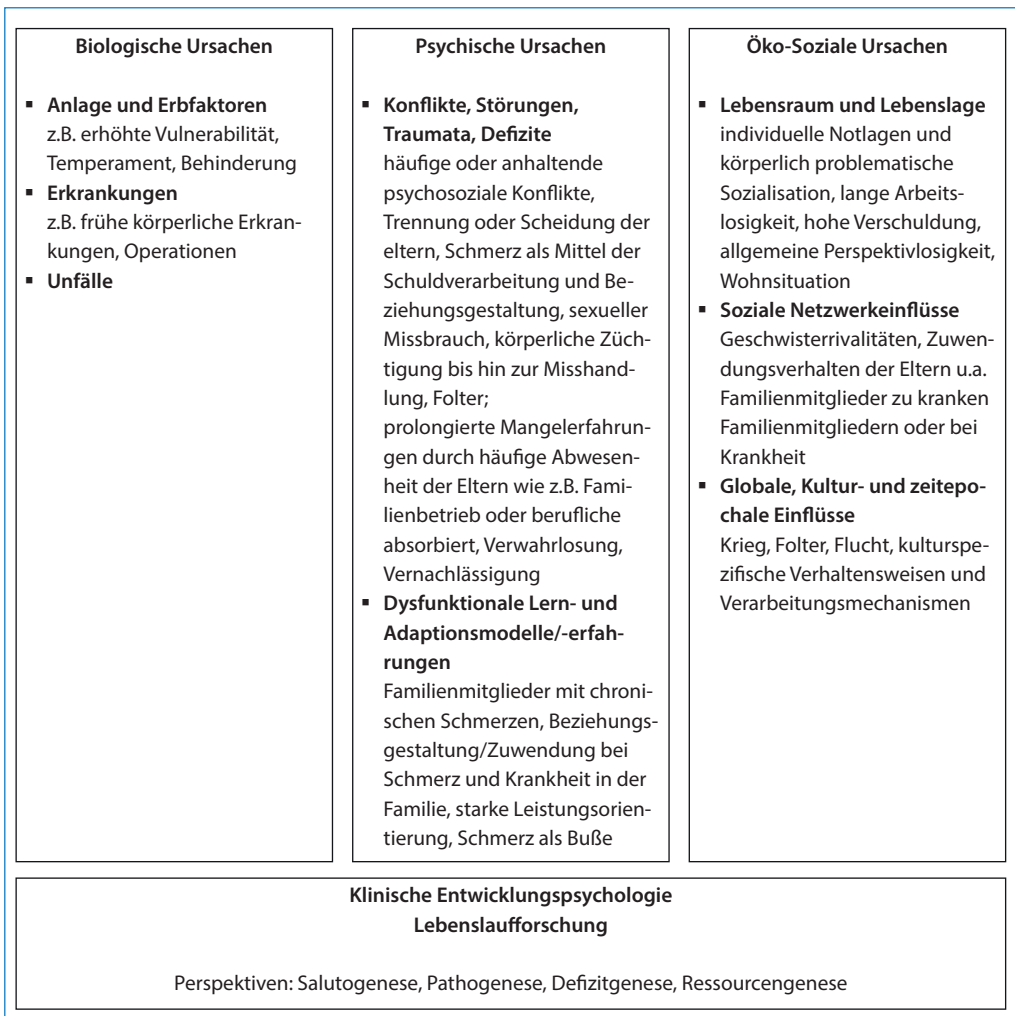 Biologische Ursachen
▪ Anlage und Erbfaktoren
z.B. erhöhte Vulnerabilität,
Temperament, Behinderung
▪ Erkrankungen
z.B. frühe körperliche Erkran-
kungen, Operationen
▪ Unfälle
Psychische Ursachen
▪ Konflikte, Störungen,
Traumata, Defizite
häufige oder anhaltende
psychosoziale Konflikte,
Trennung oder Scheidung der
eltern, Schmerz als Mittel der
Schuldverarbeitung und Be-
ziehungsgestaltung, sexueller
Missbrauch, körperliche Züch-
tigung bis hin zur Misshand-
lung, Folter;
prolongierte Mangelerfahrun-
gen durch häufige Abwesen-
heit der Eltern wie z.B. Fami-
lienbetrieb oder berufliche
absorbiert, Verwahrlosung,
Vernachlässigung
▪ Dysfunktionale Lern- und
Adaptionsmodelle/-erfah-
rungen
Familienmitglieder mit chroni-
schen Schmerzen, Beziehungs-
gestaltung/Zuwendung bei
Schmerz und Krankheit in der
Familie, starke Leistungsorien-
tierung, Schmerz als Buße
Öko-Soziale Ursachen
▪ Lebensraum und Lebenslage
individuelle Notlagen und
körperlich problematische
Sozialisation, lange Arbeits-
losigkeit, hohe Verschuldung,
allgemeine Perspektivlosigkeit,
Wohnsituation
▪ Soziale Netzwerkeinflüsse
Geschwisterrivalitäten, Zuwen-
dungsverhalten der Eltern u.a.
Familienmitglieder zu kranken
Familienmitgliedern oder bei
Krankheit
▪ Globale, Kultur- und zeitepo-
chale Einflüsse
Krieg, Folter, Flucht, kulturspe-
zifische Verhaltensweisen und
Verarbeitungsmechanismen
Klinische Entwicklungspsychologie
Lebenslaufforschung
Perspektiven: Salutogenese, Pathogenese, Defizitgenese, Ressourcengenese